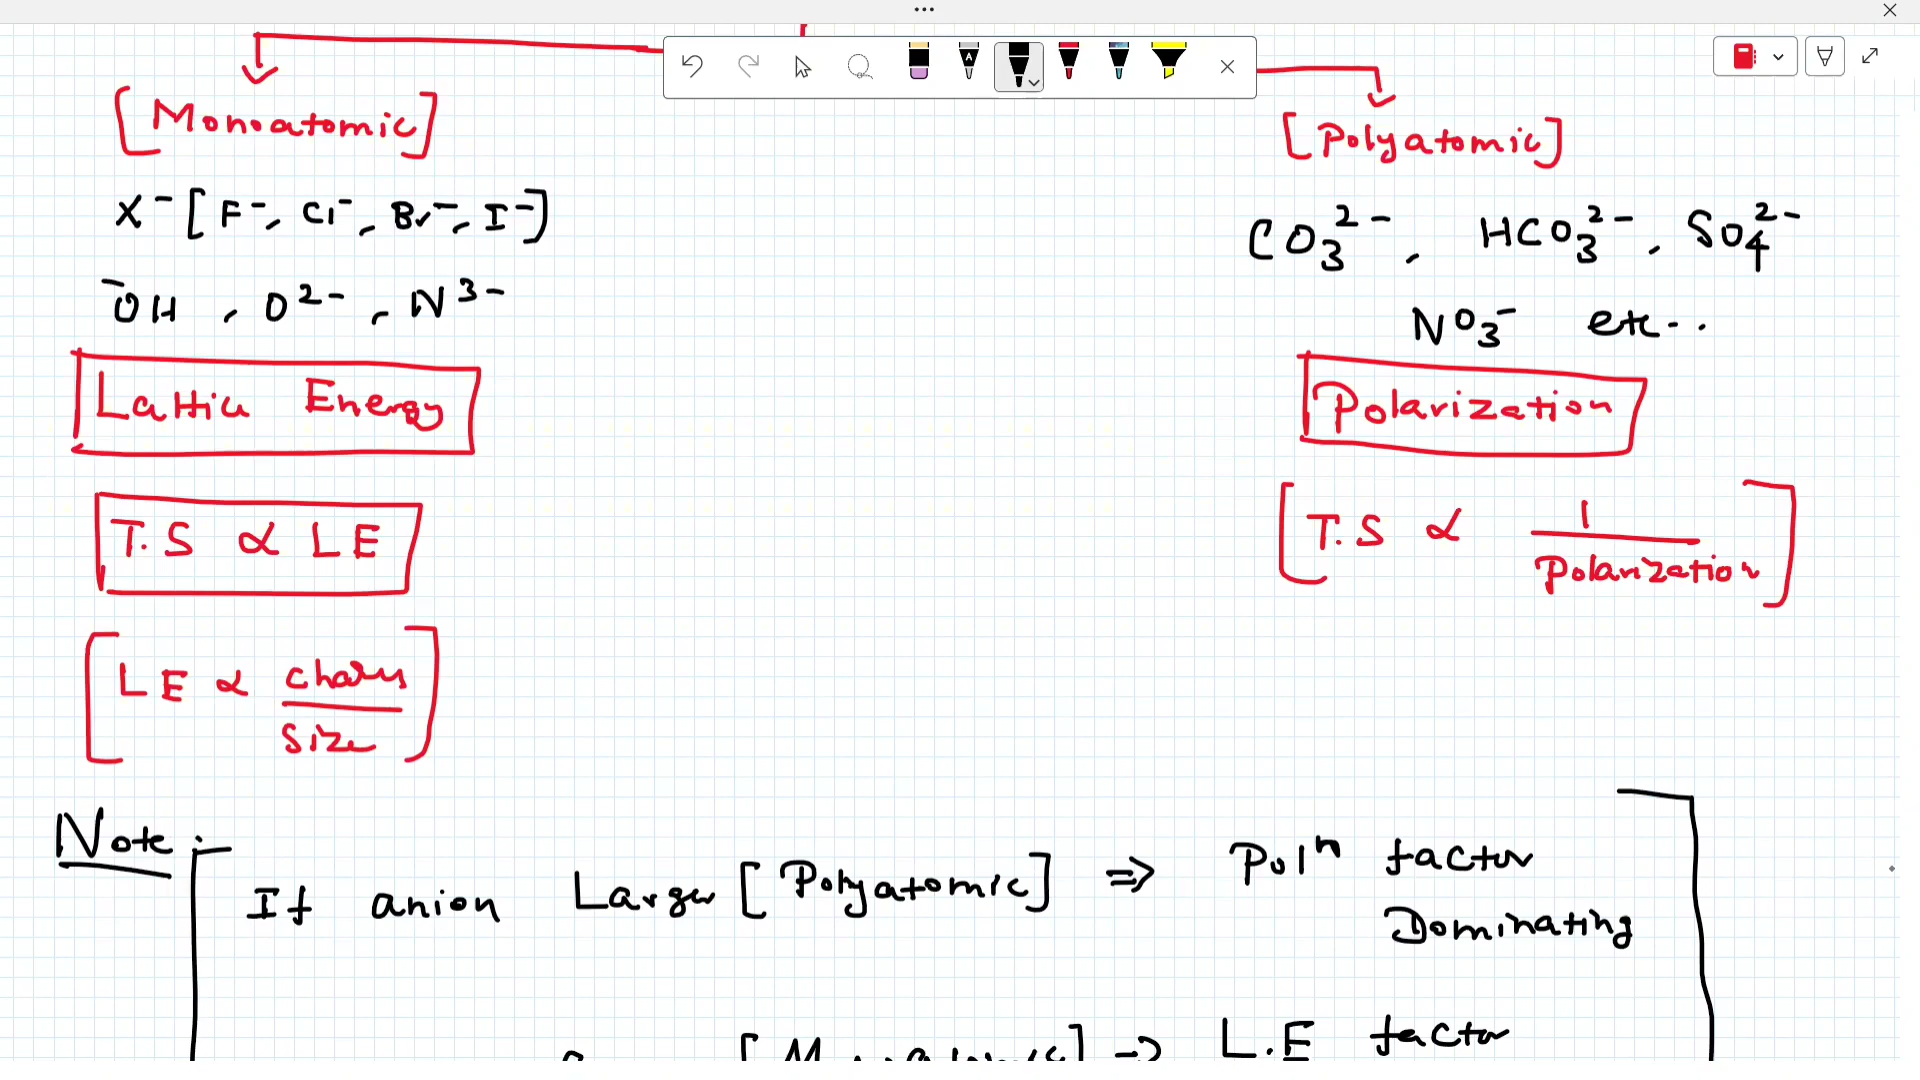 [Monoatomic]
X⁻ [F⁻, Cl⁻, Br⁻, I⁻]
⁻OH, O²⁻, N³⁻
Lattice Energy
T.S ∝ LE
[LE ∝ charge/size]
[Polyatomic]
CO₃²⁻, HCO₃²⁻, SO₄²⁻
NO₃⁻ etc..
Polarization
[T.S ∝ 1/Polarization]
Note :-
If anion Larger [Polyatomic] ⇒ Polⁿ factor
Dominating
L.E factor